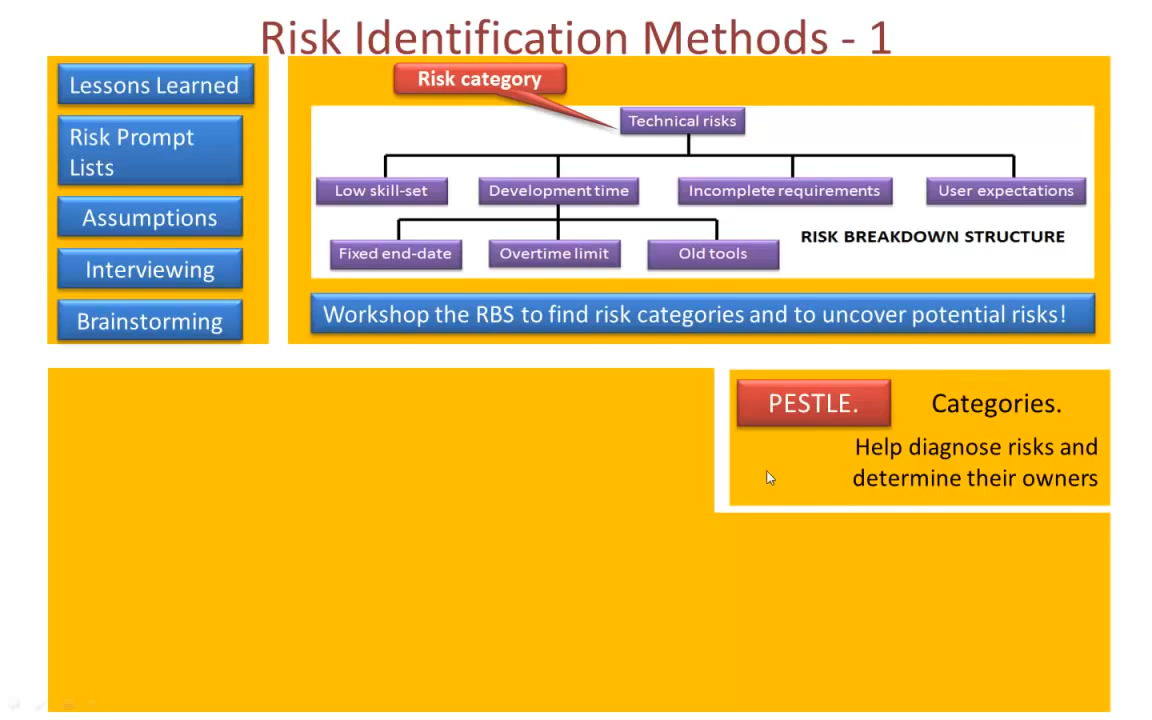 Risk Identification Methods - 1
Lessons Learned
Risk Prompt
Lists
Assumptions
Interviewing
Brainstorming
Risk category
Technical risks
Low skill-set
Development time
Incomplete requirements
User expectations
Fixed end-date
Overtime limit
Old tools
RISK BREAKDOWN STRUCTURE
Workshop the RBS to find risk categories and to uncover potential risks!
PESTLE.
Categories.
Help diagnose risks and
determine their owners